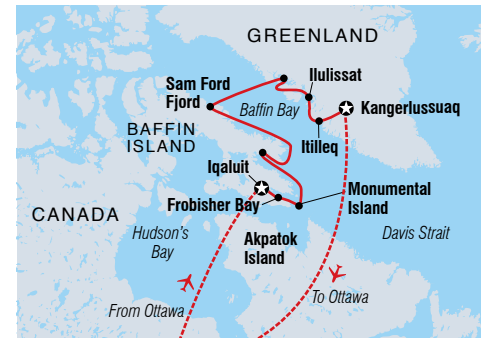 GREENLAND
Ilulissat
Sam Ford
Fjord
Baffin Bay
Kangerlussuaq
BAFFIN
ISLAND
Itilleq
Iqaluit
Monumental
Island
Frobisher Bay
CANADA
Hudson's
Bay
Akpatok
Island
Davis Strait
From Ottawa
To Ottawa